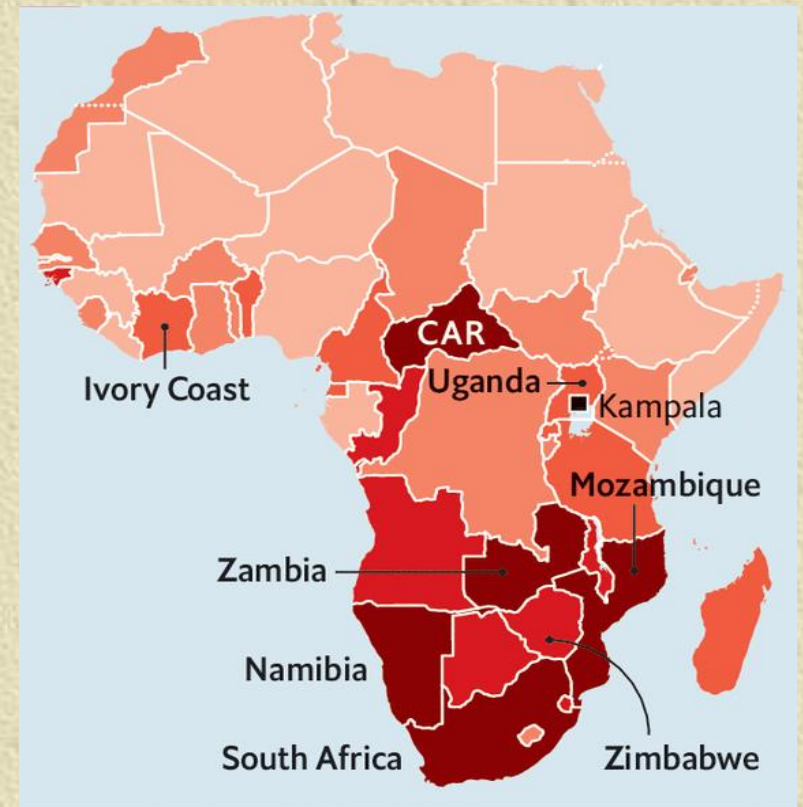 CAR
Ivory Coast
Uganda
Kampala
Mozambique
Zambia
Namibia
South Africa
Zimbabwe